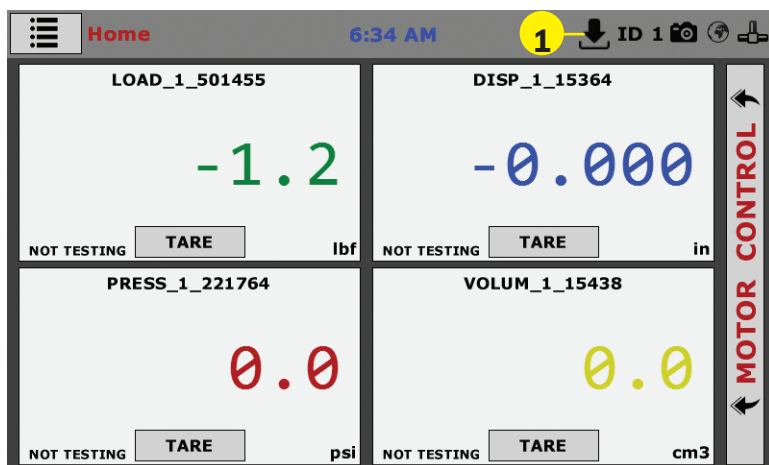 Home 6:34 AM 1 ID 1
LOAD_1_501455
-1.2
NOT TESTING TARE lbf
DISP_1_15364
-0.000
NOT TESTING TARE in
PRESS_1_221764
0.0
NOT TESTING TARE psi
VOLUM_1_15438
0.0
NOT TESTING TARE cm3
MOTOR CONTROL